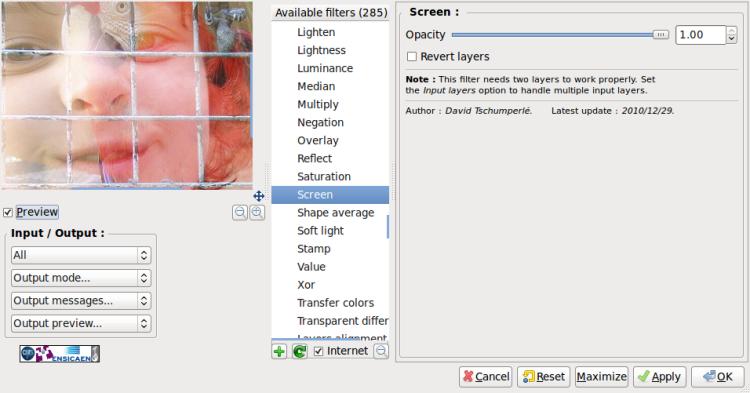 Available filters (285)
Lighten
Lightness
Luminance
Median
Multiply
Negation
Overlay
Reflect
Saturation
Screen
Shape average
Soft light
Stamp
Value
Xor
Transfer colors
Transparent differ
Layers alignment
Internet
Preview
Input / Output :
All
Output mode...
Output messages...
Output preview...
ENSICAEN
Screen :
Opacity 1.00
Revert layers
Note : This filter needs two layers to work properly. Set
the Input layers option to handle multiple input layers.
Author : David Tschumperlé. Latest update : 2010/12/29.
Cancel Reset Maximize Apply OK